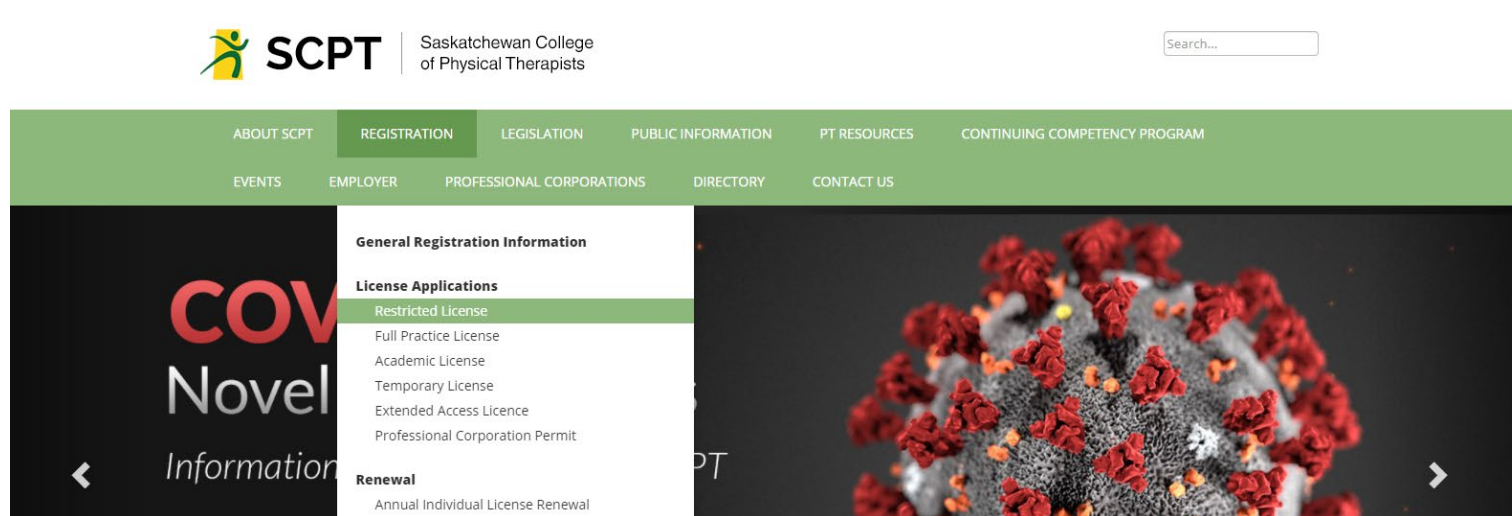 SCPT
Saskatchewan College
of Physical Therapists
Search...
ABOUT SCPT REGISTRATION LEGISLATION PUBLIC INFORMATION PT RESOURCES CONTINUING COMPETENCY PROGRAM
EVENTS EMPLOYER PROFESSIONAL CORPORATIONS DIRECTORY CONTACT US
General Registration Information
License Applications
Restricted License
Full Practice License
Academic License
Temporary License
Extended Access Licence
Professional Corporation Permit
Renewal
Annual Individual License Renewal
COV
Novel
Information